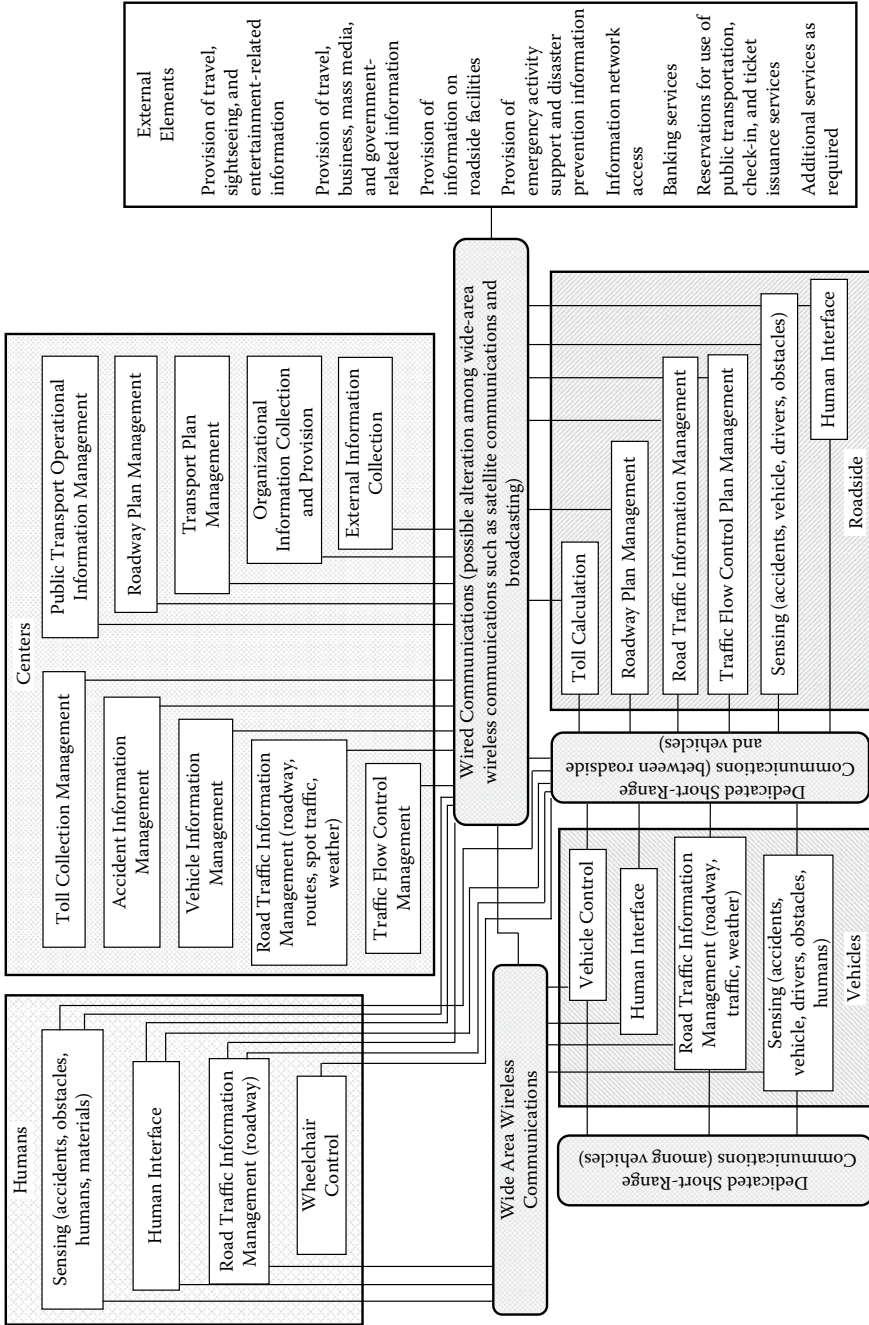 Humans
Sensing (accidents, obstacles,
humans, materials)
Human Interface
Road Traffic Information
Management (roadway)
Wheelchair
Control
Centers
Toll Collection Management
Accident Information
Management
Vehicle Information
Management
Road Traffic Information
Management (roadway,
routes, spot traffic,
weather)
Traffic Flow Control
Management
Public Transport Operational
Information Management
Roadway Plan Management
Transport Plan
Management
Organizational
Information Collection
and Provision
External Information
Collection
External
Elements
Provision of travel,
sightseeing, and
entertainment-related
information
Provision of travel,
business, mass media,
and government-
related information
Provision of
information on
roadside facilities
Provision of
emergency activity
support and disaster
prevention information
Information network
access
Banking services
Reservations for use of
public transportation,
check-in, and ticket
issuance services
Additional services as
required
Wide Area Wireless
Communications
Wired Communications (possible alteration among wide-area
wireless communications such as satellite communications and
broadcasting)
Dedicated Short-Range
Communications (among vehicles)
Vehicle Control
Human Interface
Road Traffic Information
Management (roadway,
traffic, weather)
Sensing (accidents,
vehicle, drivers, obstacles,
humans)
Vehicles
Dedicated Short-Range
Communications (between roadside
and vehicles)
Toll Calculation
Roadway Plan Management
Road Traffic Information Management
Traffic Flow Control Plan Management
Sensing (accidents, vehicle, drivers, obstacles)
Human Interface
Roadside